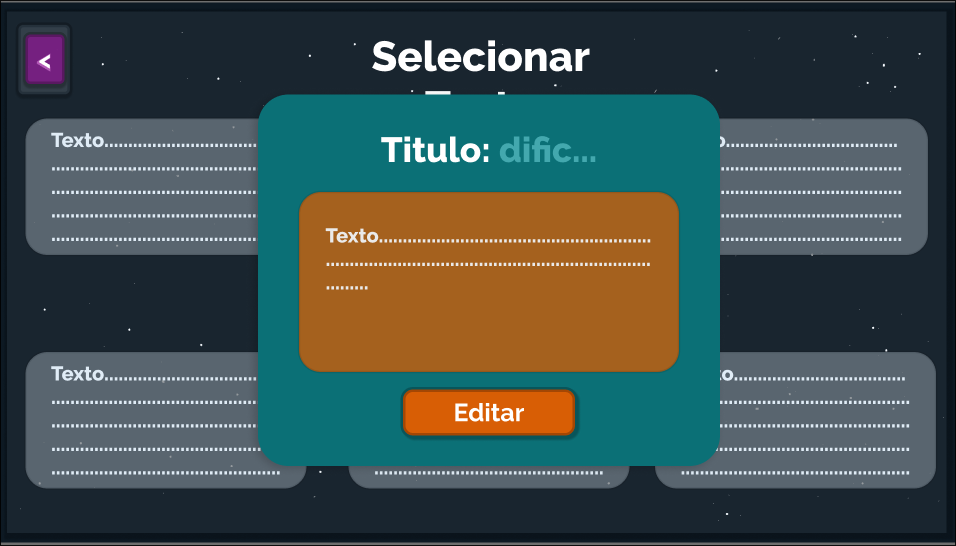 <
Selecionar
Titulo: dific...
Texto........................................................................
Texto....................................................................................
......................................................................................
.........
Texto........................................................................
Editar